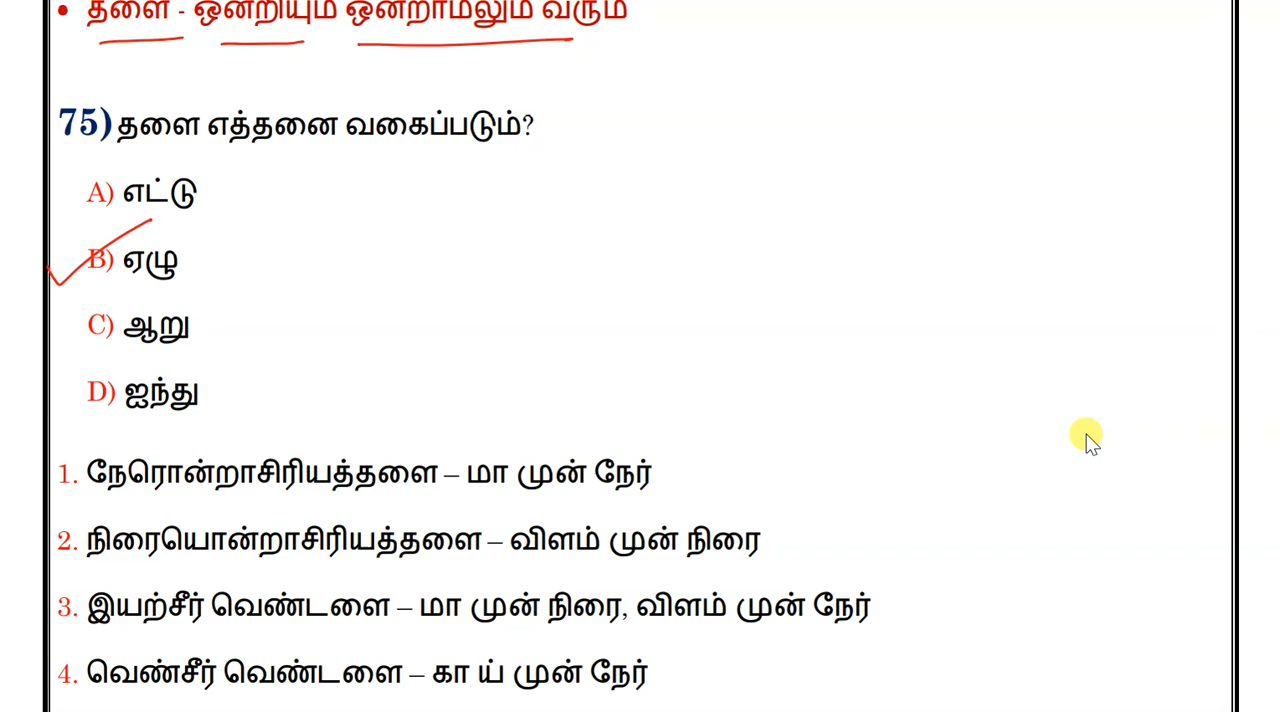 • தளை - ஒன்றியும் ஒன்றாமலும் வரும்
75) தளை எத்தனை வகைப்படும்?
A) எட்டு
B) ஏழு
C) ஆறு
D) ஐந்து
1. நேரொன்றாசிரியத்தளை – மா முன் நேர்
2. நிரையொன்றாசிரியத்தளை – விளம் முன் நிரை
3. இயற்சீர் வெண்டளை – மா முன் நிரை, விளம் முன் நேர்
4. வெண்சீர் வெண்டளை – கா ய் முன் நேர்